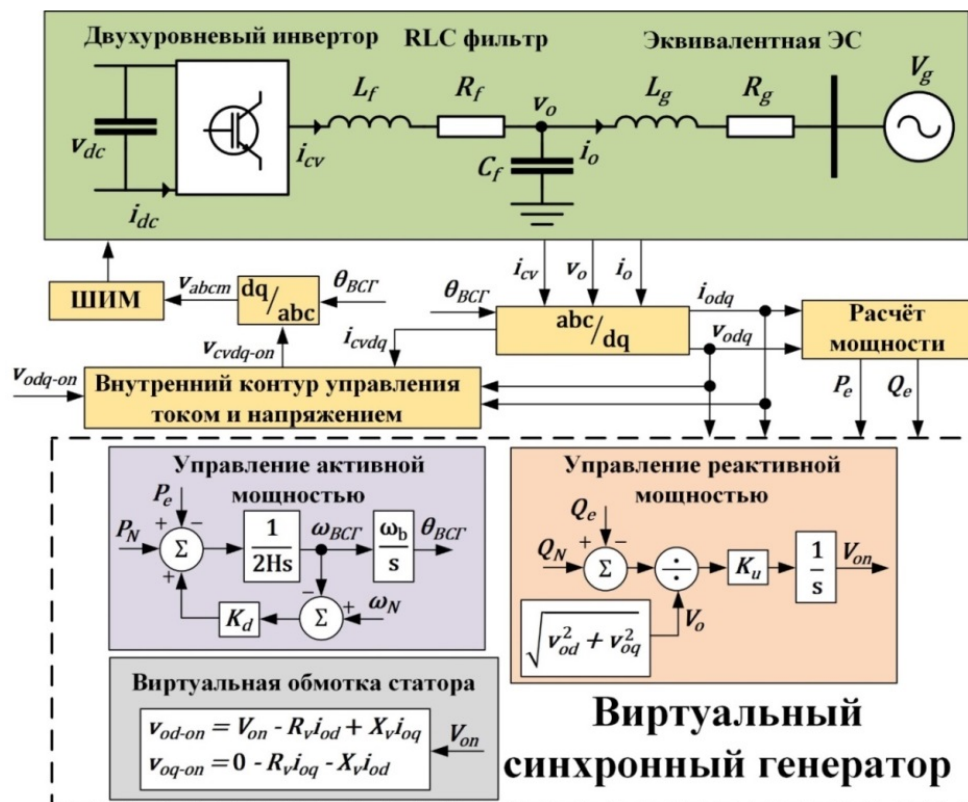 Двухуровневый инвертор
RLC фильтр
Эквивалентная ЭС
v_dc
i_dc
i_cv
L_f
R_f
v_o
C_f
i_o
L_g
R_g
V_g
ШИМ
v_abcm
dq/abc
θ_ВСГ
v_cvdq-on
i_cvdq
θ_ВСГ
i_cv
v_o
i_o
abc/dq
i_odq
v_odq
Расчёт
мощности
P_e
Q_e
v_odq-on
Внутренний контур управления
током и напряжением
Управление активной
мощностью
P_e
P_N
+
−
+
Σ
1/2Hs
ω_ВСГ
ω_b/s
θ_ВСГ
K_d
−
Σ
+
ω_N
Управление реактивной
мощностью
Q_e
Q_N
+
−
Σ
÷
K_u
1/s
V_on
√(v_od^2 + v_oq^2)
V_o
Виртуальная обмотка статора
v_od-on = V_on - R_v i_od + X_v i_oq
v_oq-on = 0 - R_v i_oq - X_v i_od
V_on
Виртуальный
синхронный генератор